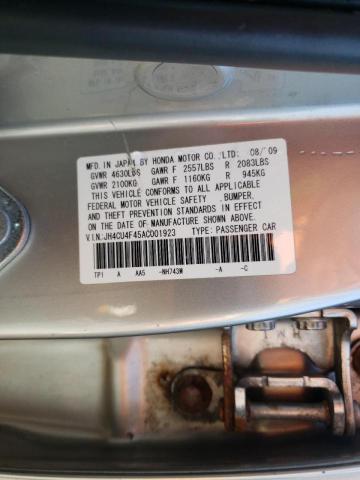 MFD. IN JAPAN BY HONDA MOTOR CO., LTD. 08/'09
GVWR 4630LBS GAWR F 2557LBS R 2083LBS
GVWR 2100KG GAWR F 1160KG R 945KG
THIS VEHICLE CONFORMS TO ALL APPLICABLE
FEDERAL MOTOR VEHICLE SAFETY, BUMPER,
AND THEFT PREVENTION STANDARDS IN EFFECT
ON THE DATE OF MANUFACTURE SHOWN ABOVE.
V.I.N.:JH4CU4F45AC001923 TYPE: PASSENGER CAR
TP1 A AA5 -NH743M -A -C